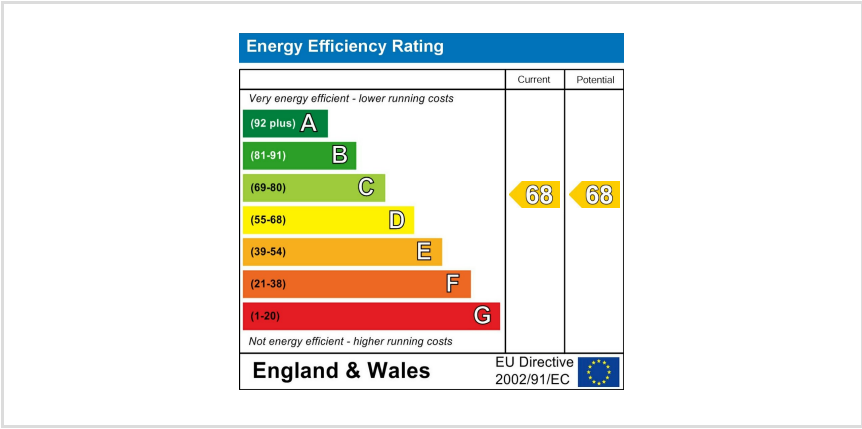 Energy Efficiency Rating
Current Potential
Very energy efficient - lower running costs
(92 plus) A
(81-91) B
(69-80) C
68 68
(55-68) D
(39-54) E
(21-38) F
(1-20) G
Not energy efficient - higher running costs
England & Wales
EU Directive
2002/91/EC